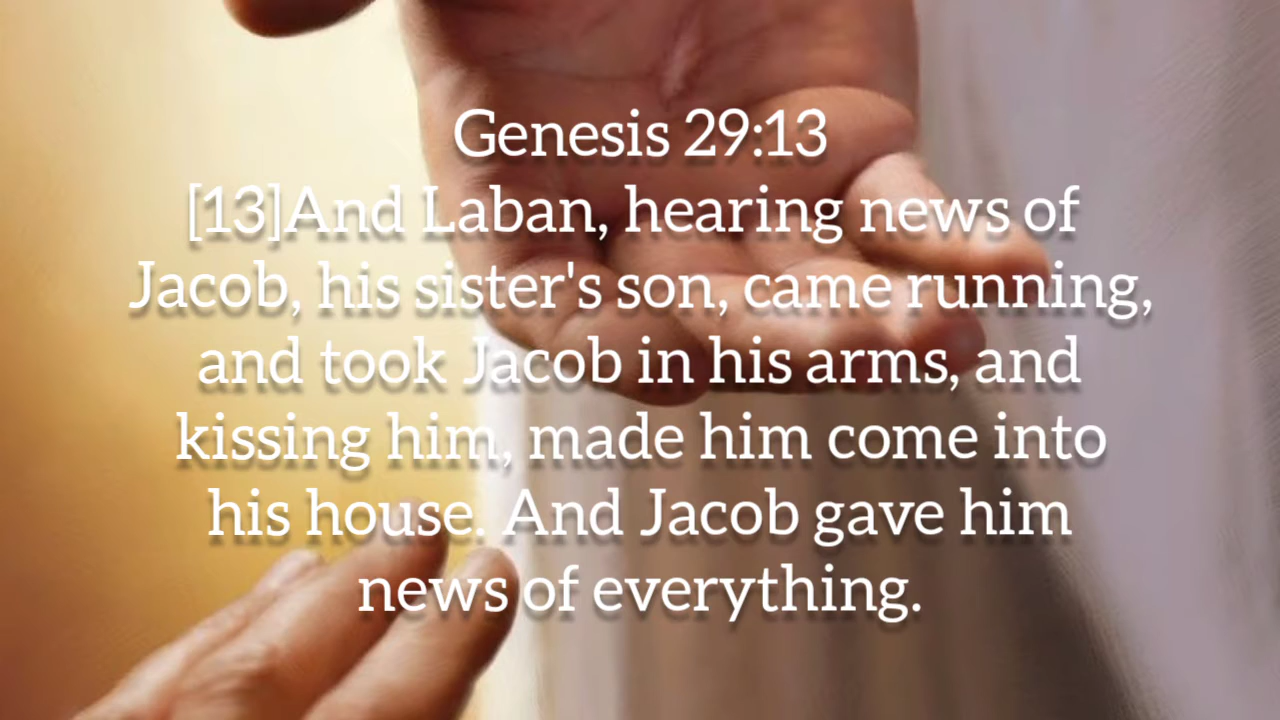 Genesis 29:13
[13]And Laban, hearing news of
Jacob, his sister's son, came running,
and took Jacob in his arms, and
kissing him, made him come into
his house. And Jacob gave him
news of everything.